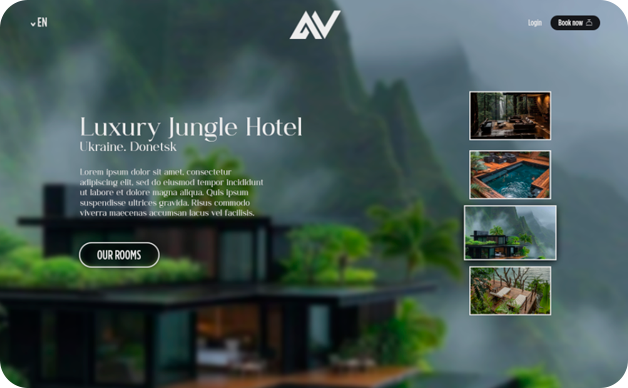 EN
AV
Login
Book now
Luxury Jungle Hotel
Ukraine. Donetsk
Lorem ipsum dolor sit amet, consectetur
adipiscing elit, sed do eiusmod tempor incididunt
ut labore et dolore magna aliqua. Quis ipsum
suspendisse ultrices gravida. Risus commodo
viverra maecenas accumsan lacus vel facilisis.
OUR ROOMS